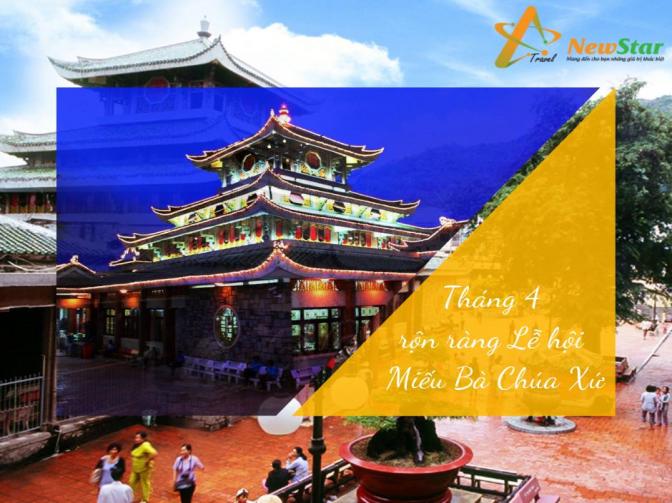 NewStar
Travel
Mang đến cho bạn những giá trị khác biệt
Tháng 4
rộn ràng Lễ hội
Miếu Bà Chúa Xứ